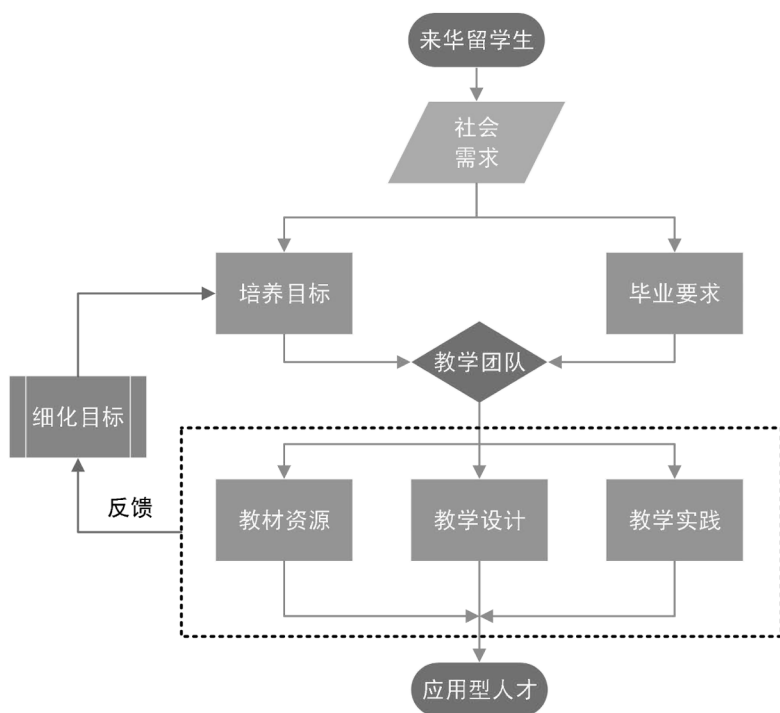 来华留学生
社会
需求
培养目标
毕业要求
教学团队
细化目标
反馈
教材资源
教学设计
教学实践
应用型人才